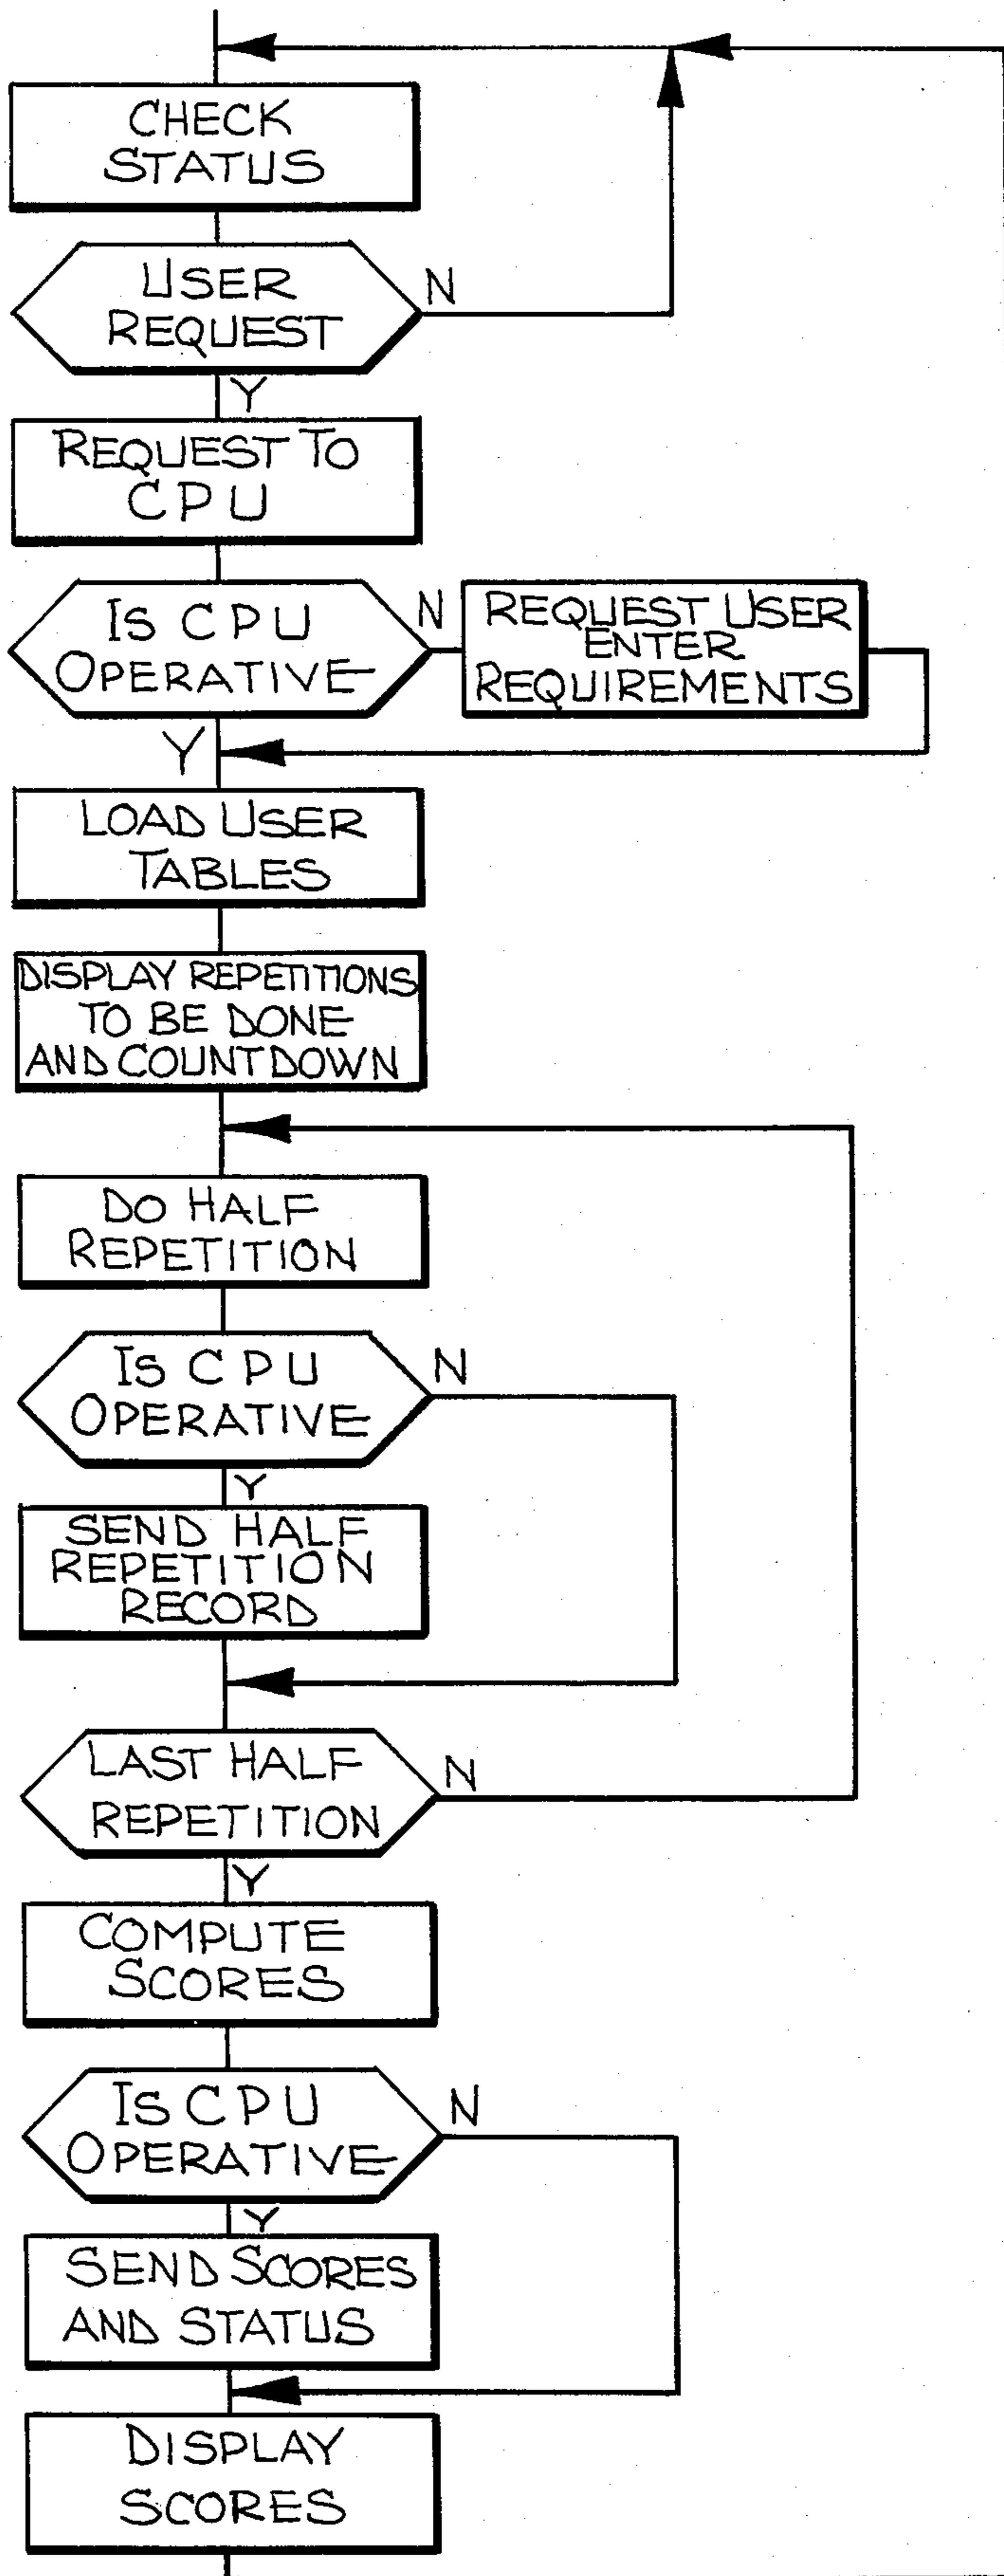 CHECK
STATUS
USER
REQUEST
N
Y
REQUEST TO
CPU
IS CPU
OPERATIVE
N
REQUEST USER
ENTER
REQUIREMENTS
Y
LOAD USER
TABLES
DISPLAY REPETITIONS
TO BE DONE
AND COUNTDOWN
DO HALF
REPETITION
IS CPU
OPERATIVE
N
Y
SEND HALF
REPETITION
RECORD
LAST HALF
REPETITION
N
Y
COMPUTE
SCORES
IS CPU
OPERATIVE
N
Y
SEND SCORES
AND STATUS
DISPLAY
SCORES